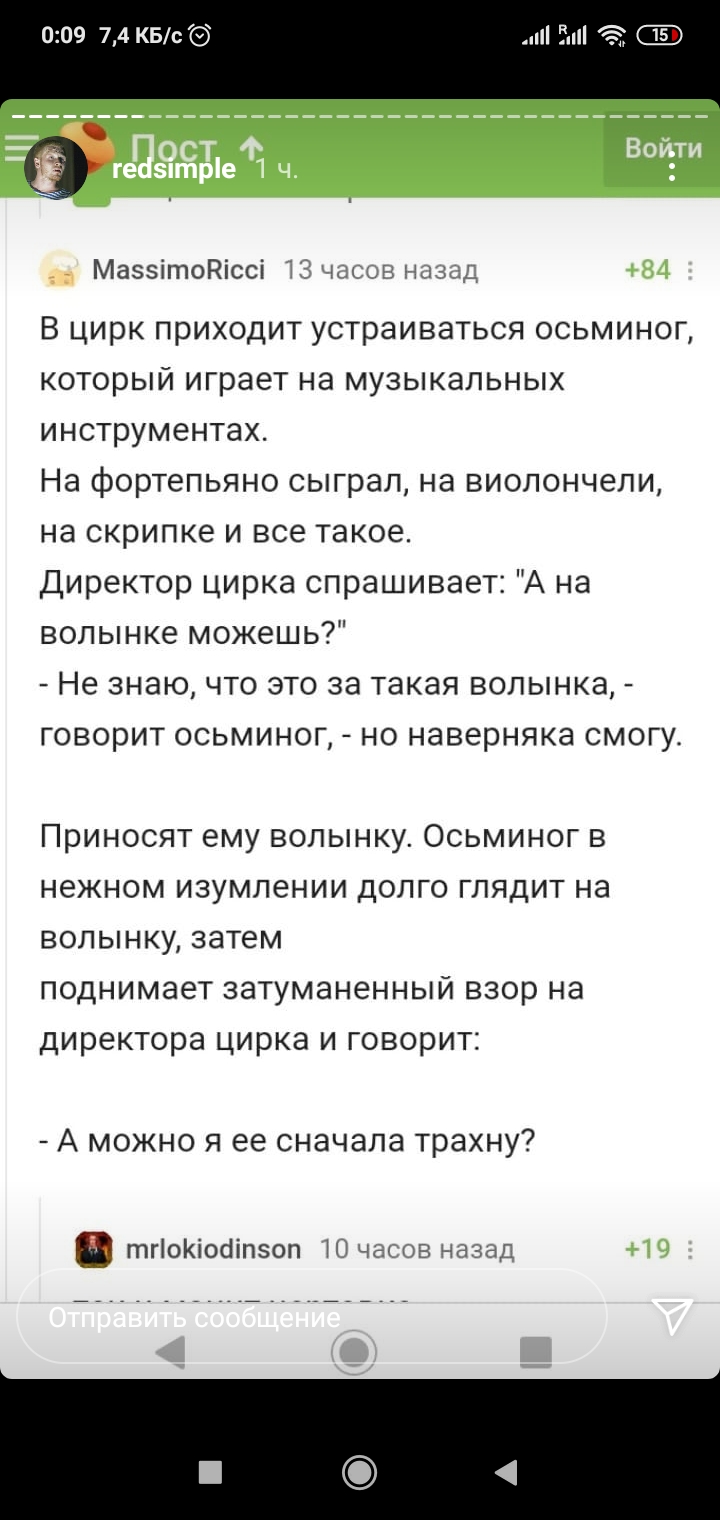 0:09 7,4 КБ/с
R
15
Пост
Войти
redsimple 1 ч.
MassimoRicci 13 часов назад +84
В цирк приходит устраиваться осьминог,
который играет на музыкальных
инструментах.
На фортепьяно сыграл, на виолончели,
на скрипке и все такое.
Директор цирка спрашивает: "А на
волынке можешь?"
- Не знаю, что это за такая волынка, -
говорит осьминог, - но наверняка смогу.
Приносят ему волынку. Осьминог в
нежном изумлении долго глядит на
волынку, затем
поднимает затуманенный взор на
директора цирка и говорит:
- А можно я ее сначала трахну?
mrlokiodinson 10 часов назад +19
Отправить сообщение